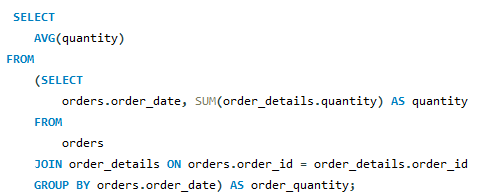 SELECT
AVG(quantity)
FROM
(SELECT
orders.order_date, SUM(order_details.quantity) AS quantity
FROM
orders
JOIN order_details ON orders.order_id = order_details.order_id
GROUP BY orders.order_date) AS order_quantity;